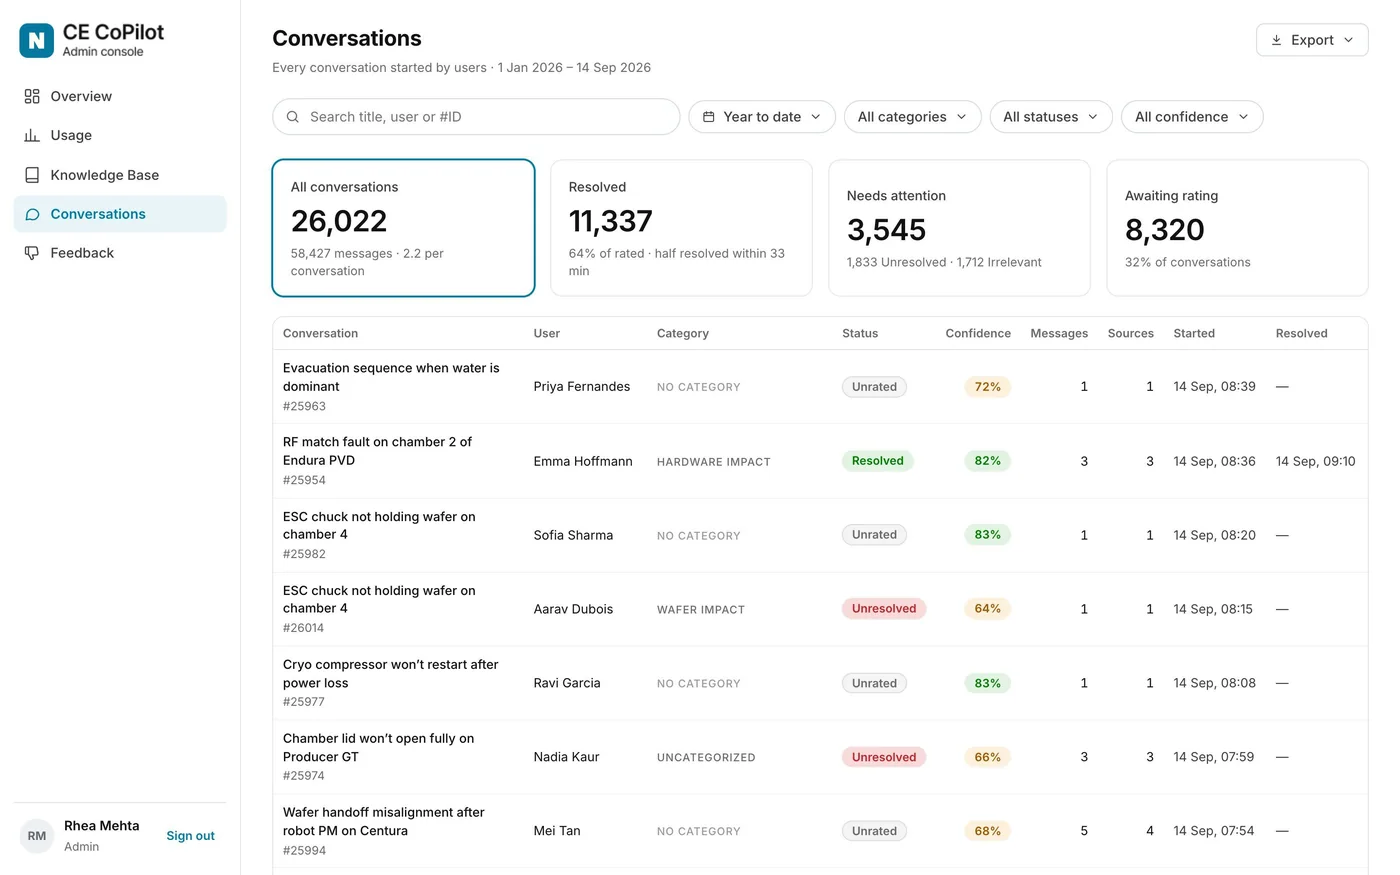 N
CE CoPilot
Admin console
Overview
Usage
Knowledge Base
Conversations
Feedback
RM
Rhea Mehta
Admin
Sign out
Conversations
Every conversation started by users · 1 Jan 2026 – 14 Sep 2026
Export
Search title, user or #ID
Year to date
All categories
All statuses
All confidence
All conversations
26,022
58,427 messages · 2.2 per
conversation
Resolved
11,337
64% of rated · half resolved within 33
min
Needs attention
3,545
1,833 Unresolved · 1,712 Irrelevant
Awaiting rating
8,320
32% of conversations
Conversation User Category Status Confidence Messages Sources Started Resolved
Evacuation sequence when water is
dominant
#25963
Priya Fernandes NO CATEGORY Unrated 72% 1 1 14 Sep, 08:39 —
RF match fault on chamber 2 of
Endura PVD
#25954
Emma Hoffmann HARDWARE IMPACT Resolved 82% 3 3 14 Sep, 08:36 14 Sep, 09:10
ESC chuck not holding wafer on
chamber 4
#25982
Sofia Sharma NO CATEGORY Unrated 83% 1 1 14 Sep, 08:20 —
ESC chuck not holding wafer on
chamber 4
#26014
Aarav Dubois WAFER IMPACT Unresolved 64% 1 1 14 Sep, 08:15 —
Cryo compressor won’t restart after
power loss
#25977
Ravi Garcia NO CATEGORY Unrated 83% 1 1 14 Sep, 08:08 —
Chamber lid won’t open fully on
Producer GT
#25974
Nadia Kaur UNCATEGORIZED Unresolved 66% 3 3 14 Sep, 07:59 —
Wafer handoff misalignment after
robot PM on Centura
#25994
Mei Tan NO CATEGORY Unrated 68% 5 4 14 Sep, 07:54 —